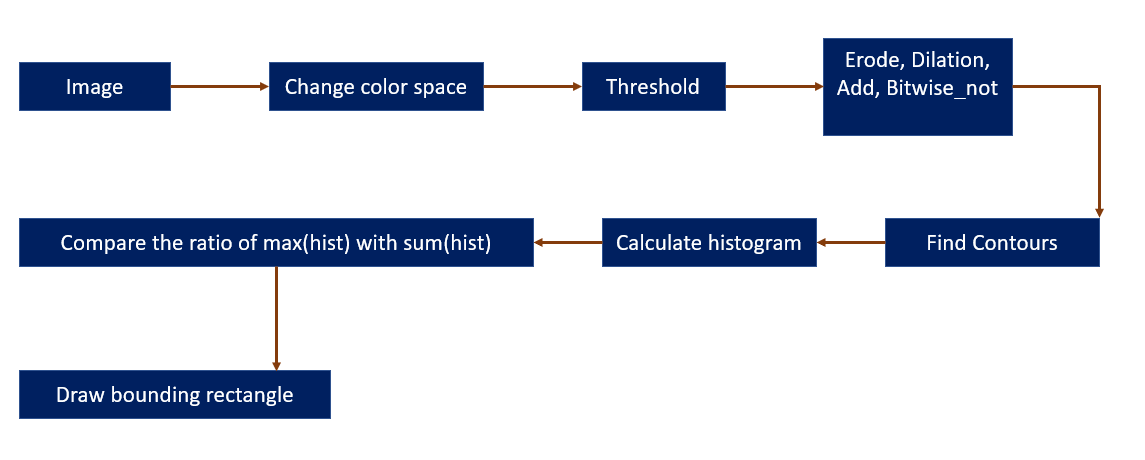 Image
Change color space
Threshold
Erode, Dilation,
Add, Bitwise_not
Find Contours
Calculate histogram
Compare the ratio of max(hist) with sum(hist)
Draw bounding rectangle